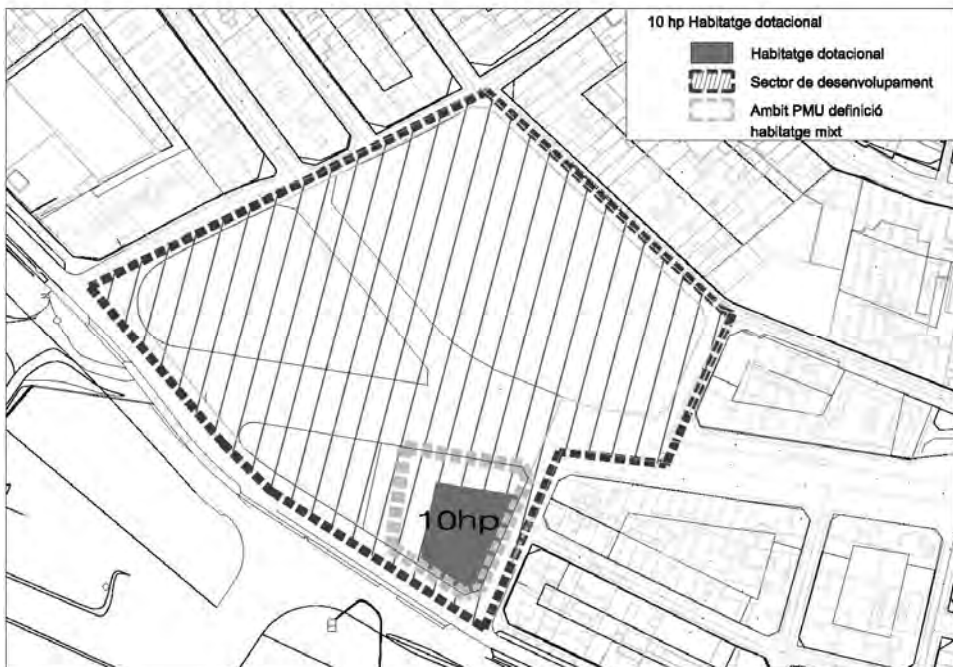 10 hp Habitatge dotacional
Habitatge dotacional
Sector de desenvolupament
Ambit PMU definició
habitatge mixt
10hp